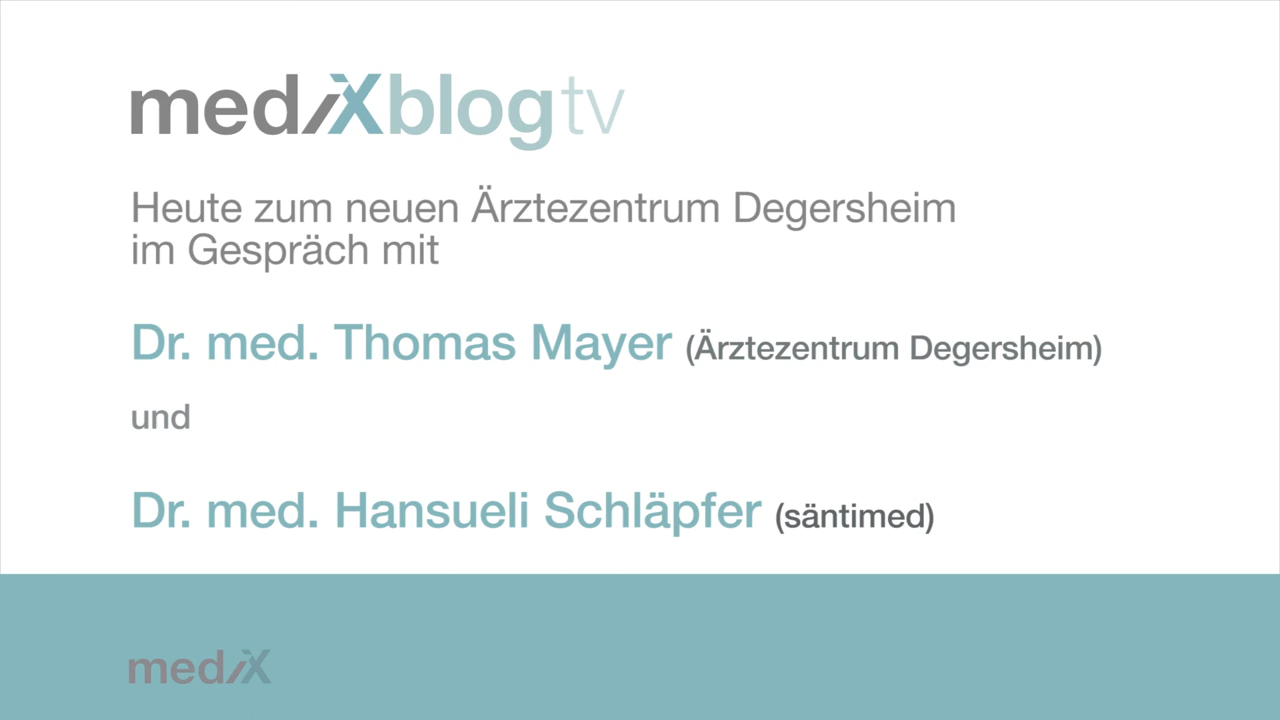 mediXblogtv
Heute zum neuen Ärztezentrum Degersheim
im Gespräch mit
Dr. med. Thomas Mayer (Ärztezentrum Degersheim)
und
Dr. med. Hansueli Schläpfer (säntimed)
mediX